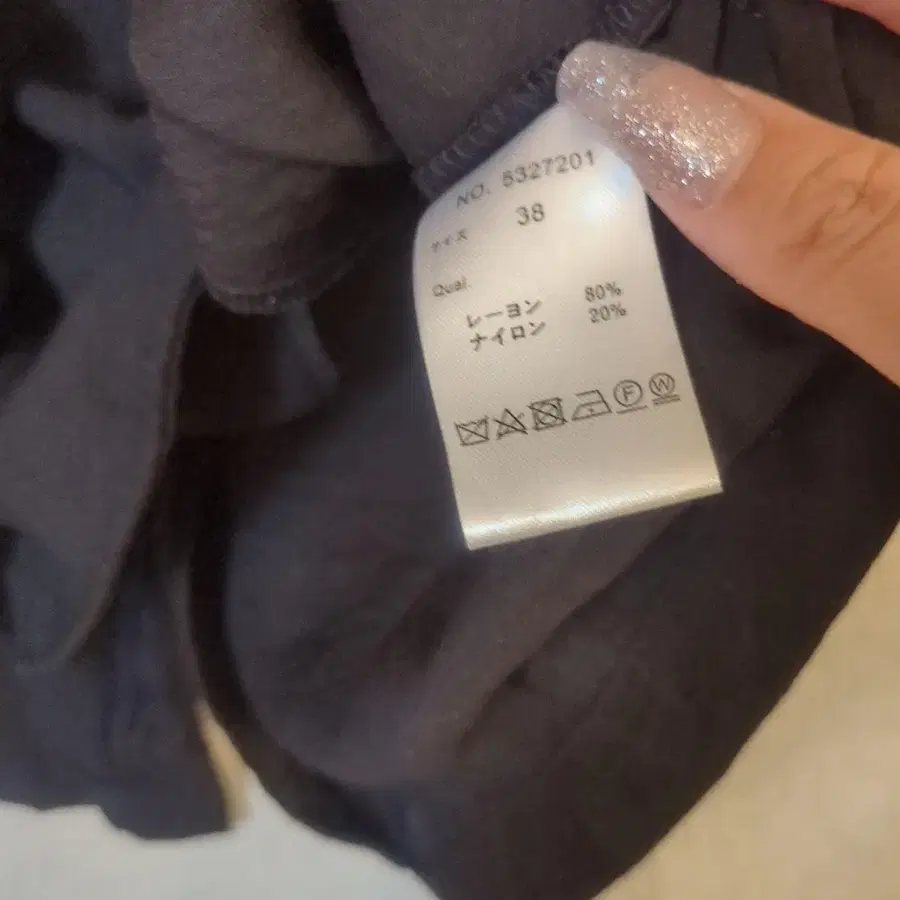 NO. 5327201
サイズ 38
Qual.
レーヨン 80%
ナイロン 20%
F W